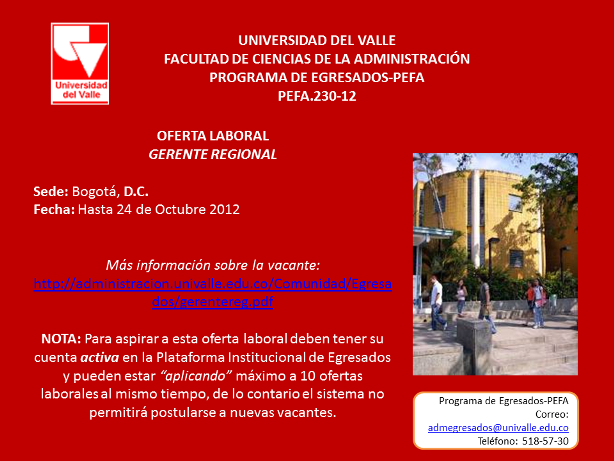 Universidad
del Valle
UNIVERSIDAD DEL VALLE
FACULTAD DE CIENCIAS DE LA ADMINISTRACIÓN
PROGRAMA DE EGRESADOS-PEFA
PEFA.230-12
OFERTA LABORAL
GERENTE REGIONAL
Sede: Bogotá, D.C.
Fecha: Hasta 24 de Octubre 2012
Más información sobre la vacante:
http://administracion.univalle.edu.co/Comunidad/Egresa
dos/gerentereg.pdf
NOTA: Para aspirar a esta oferta laboral deben tener su
cuenta activa en la Plataforma Institucional de Egresados
y pueden estar “aplicando” máximo a 10 ofertas
laborales al mismo tiempo, de lo contario el sistema no
permitirá postularse a nuevas vacantes.
Programa de Egresados-PEFA
Correo:
admegresados@univalle.edu.co
Teléfono: 518-57-30